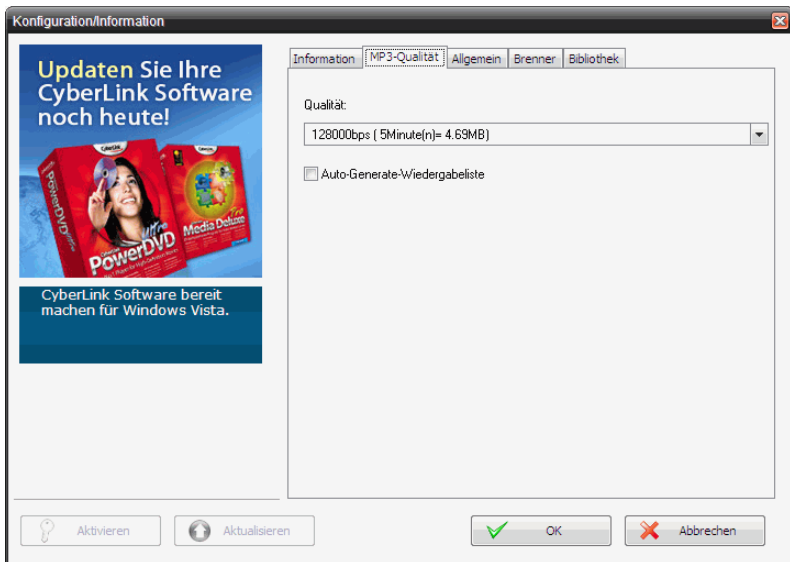 Konfiguration/Information
Updaten Sie Ihre
CyberLink Software
noch heute!
CyberLink
PowerDVD
Ultra
PowerDVD
Media Deluxe
CyberLink Software bereit
machen für Windows Vista.
Information
MP3-Qualität
Allgemein
Brenner
Bibliothek
Qualität:
128000bps ( 5Minute(n)= 4.69MB)
Auto-Generate-Wiedergabeliste
Aktivieren
Aktualisieren
OK
Abbrechen